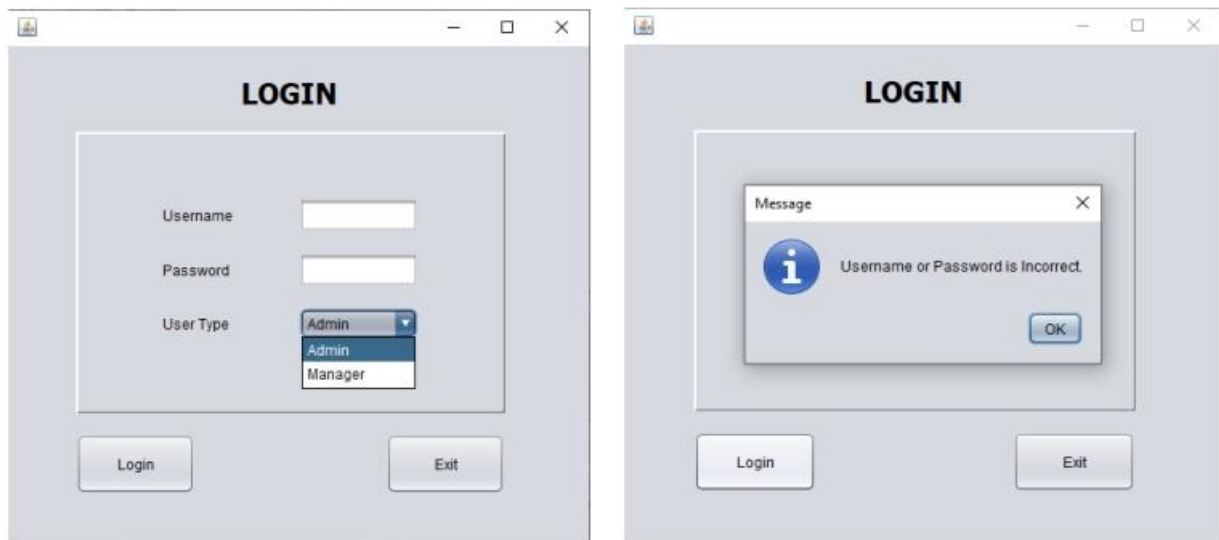 LOGIN
Username
Password
User Type
Admin
Admin
Manager
Login
Exit
LOGIN
Message
Username or Password is Incorrect.
OK
Login
Exit